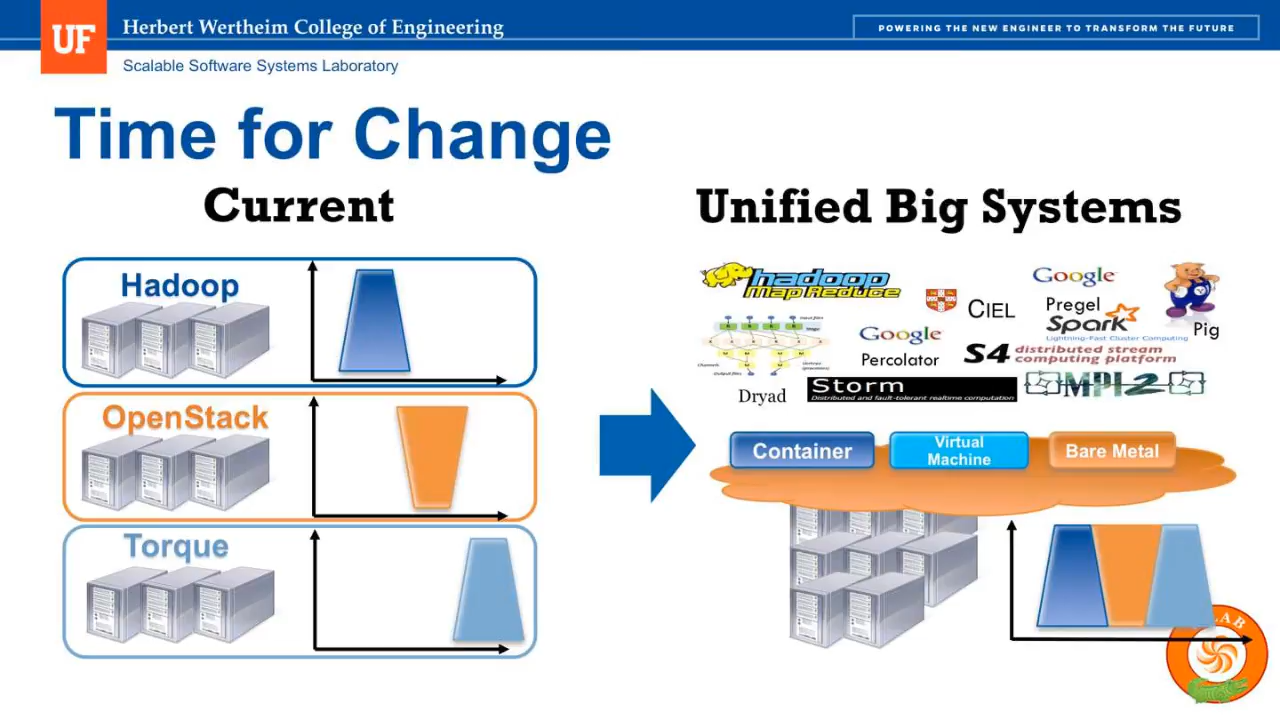 UF
Herbert Wertheim College of Engineering
POWERING THE NEW ENGINEER TO TRANSFORM THE FUTURE
Scalable Software Systems Laboratory
Time for Change
Current
Unified Big Systems
Hadoop
OpenStack
Torque
hadoop
Map Reduce
CIEL
Google
Pregel
Spark
Lightning-Fast Cluster Computing
Pig
Google
Percolator
S4 distributed stream
computing platform
Dryad
Storm
Distributed and fault-tolerant realtime computation
MPI 2
Container
Virtual
Machine
Bare Metal
LAB